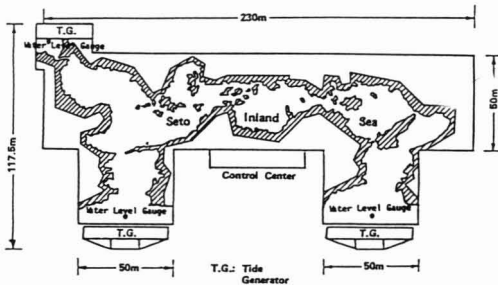 230m
T.G.
Water Level Gauge
50m
50m
Seto Inland Sea
117.5m
Control Center
Water Level Gauge
Water Level Gauge
T.G.
T.G.
50m
T.G.: Tide
Generator
50m